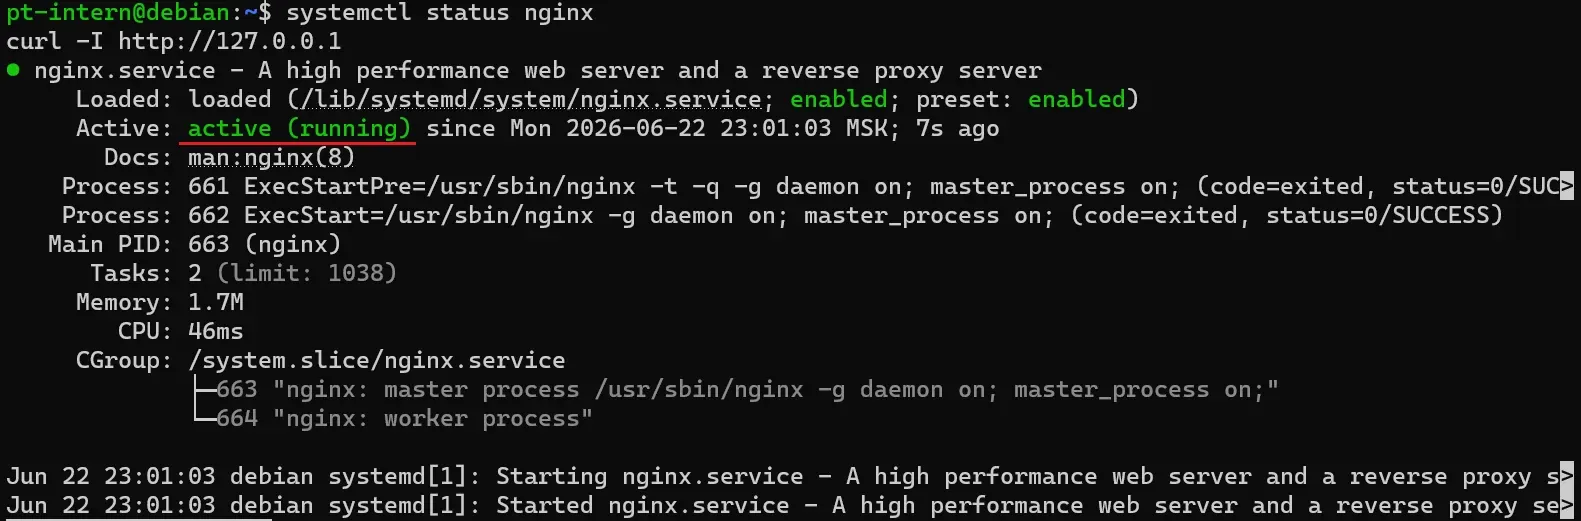 pt-intern@debian:~$ systemctl status nginx
curl -I http://127.0.0.1
● nginx.service - A high performance web server and a reverse proxy server
Loaded: loaded (/lib/systemd/system/nginx.service; enabled; preset: enabled)
Active: active (running) since Mon 2026-06-22 23:01:03 MSK; 7s ago
Docs: man:nginx(8)
Process: 661 ExecStartPre=/usr/sbin/nginx -t -q -g daemon on; master_process on; (code=exited, status=0/SUC>
Process: 662 ExecStart=/usr/sbin/nginx -g daemon on; master_process on; (code=exited, status=0/SUCCESS)
Main PID: 663 (nginx)
Tasks: 2 (limit: 1038)
Memory: 1.7M
CPU: 46ms
CGroup: /system.slice/nginx.service
├─663 "nginx: master process /usr/sbin/nginx -g daemon on; master_process on;"
└─664 "nginx: worker process"
Jun 22 23:01:03 debian systemd[1]: Starting nginx.service - A high performance web server and a reverse proxy s>
Jun 22 23:01:03 debian systemd[1]: Started nginx.service - A high performance web server and a reverse proxy se>